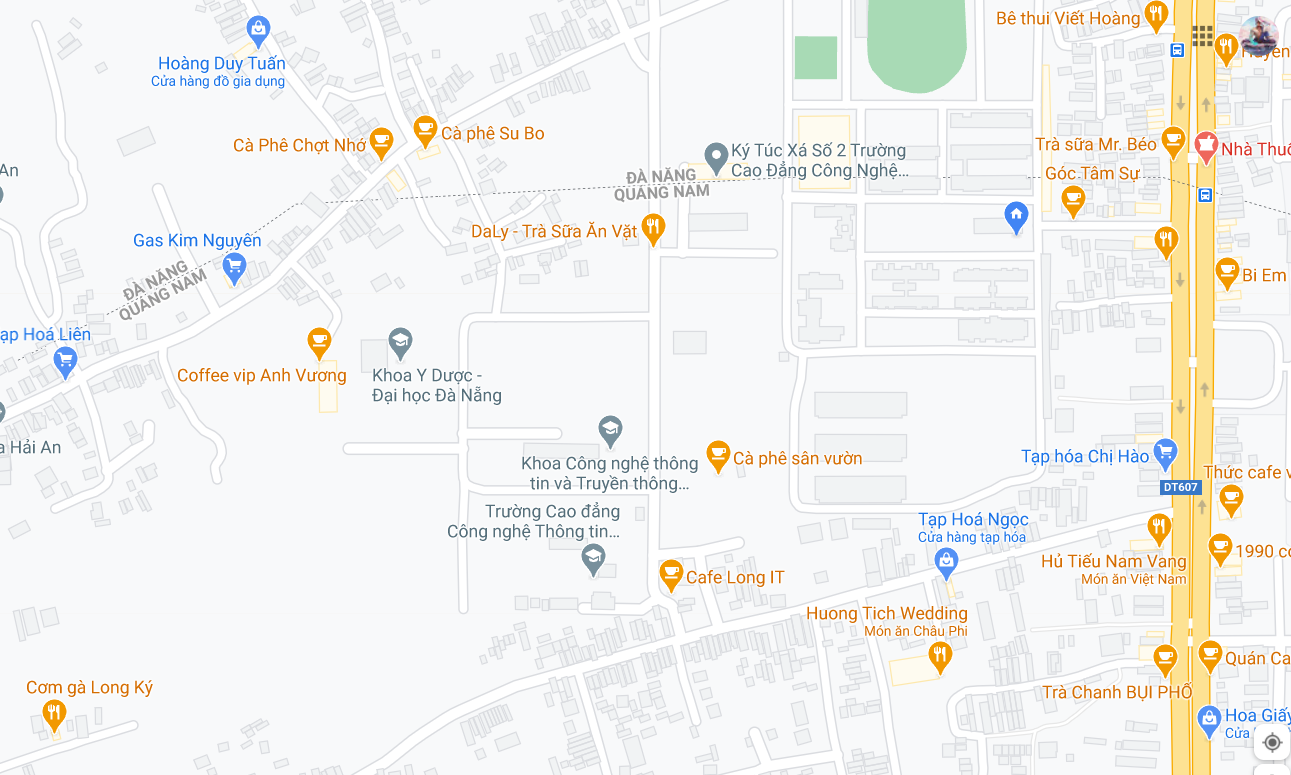 Bê thui Viết Hoàng
Hoàng Duy Tuấn
Cửa hàng đồ gia dụng
Cà Phê Chợt Nhớ
Cà phê Su Bo
Trà sữa Mr. Béo
Nhà Thuố
Ký Túc Xá Số 2 Trường
Cao Đẳng Công Nghệ...
An
ĐÀ NẴNG
QUẢNG NAM
Góc Tâm Sự
DaLy - Trà Sữa Ăn Vặt
Gas Kim Nguyên
ĐÀ NẴNG
QUẢNG NAM
Bi Em
ạp Hoá Liến
Coffee vip Anh Vương
Khoa Y Dược -
Đại học Đà Nẵng
a Hải An
Khoa Công nghệ thông
tin và Truyền thông...
Cà phê sân vườn
Tạp hóa Chị Hào
Thức cafe v
DT607
Trường Cao đẳng
Công nghệ Thông tin...
Tạp Hoá Ngọc
Cửa hàng tạp hóa
Hủ Tiếu Nam Vang
Món ăn Việt Nam
1990 co
Cafe Long IT
Huong Tich Wedding
Món ăn Châu Phi
Quán Ca
Cơm gà Long Ký
Trà Chanh BỤI PHỐ
Hoa Giấy
Cửa